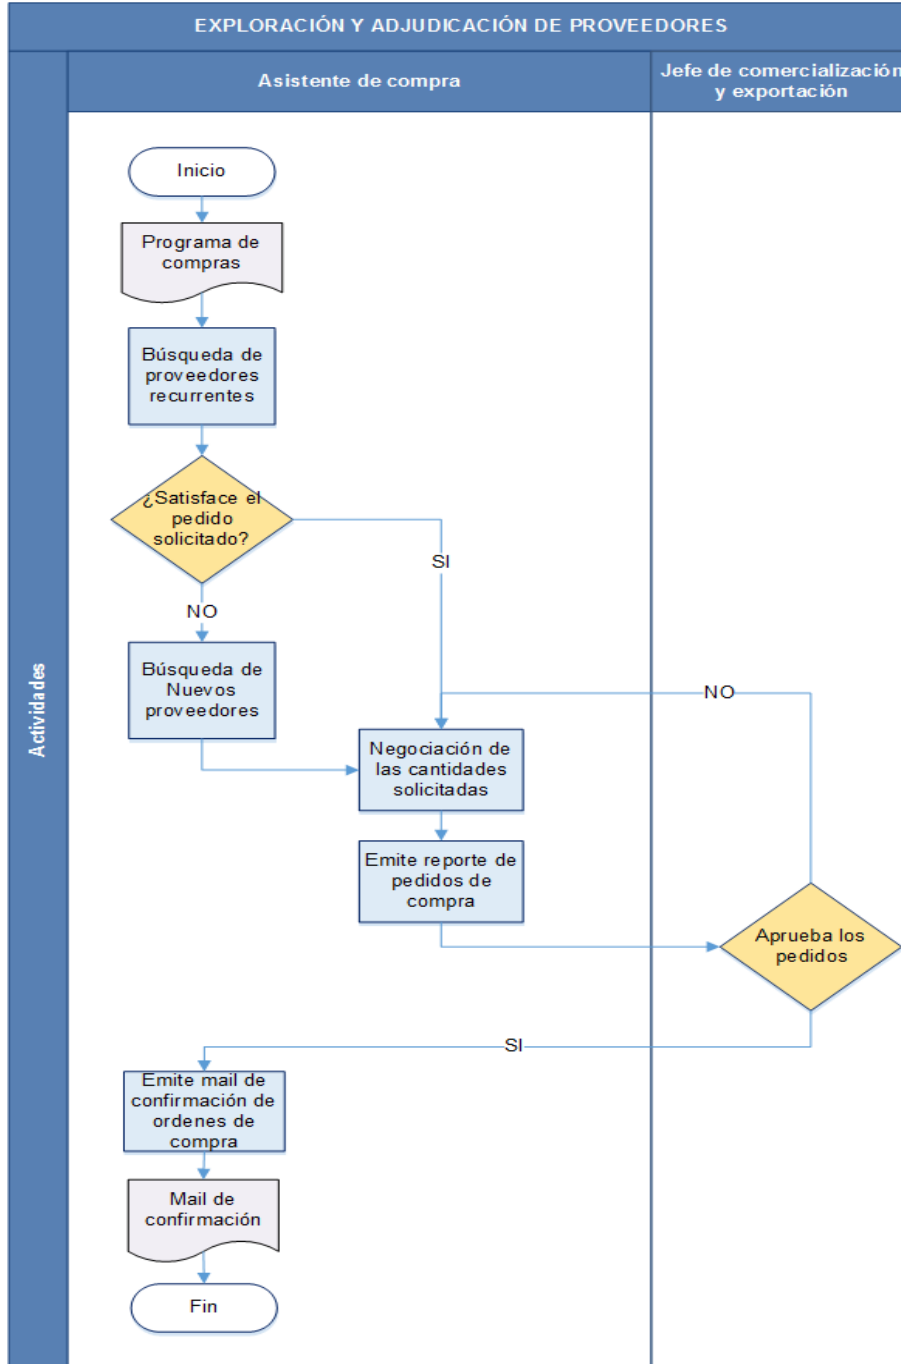 EXPLORACIÓN Y ADJUDICACIÓN DE PROVEEDORES
Asistente de compra
Jefe de comercialización
y exportación
Actividades
Inicio
Programa de
compras
Búsqueda de
proveedores
recurrentes
¿Satisface el
pedido
solicitado?
SI
NO
Búsqueda de
Nuevos
proveedores
NO
Negociación de
las cantidades
solicitadas
Emite reporte de
pedidos de
compra
Aprueba los
pedidos
SI
Emite mail de
confirmación de
ordenes de
compra
Mail de
confirmación
Fin